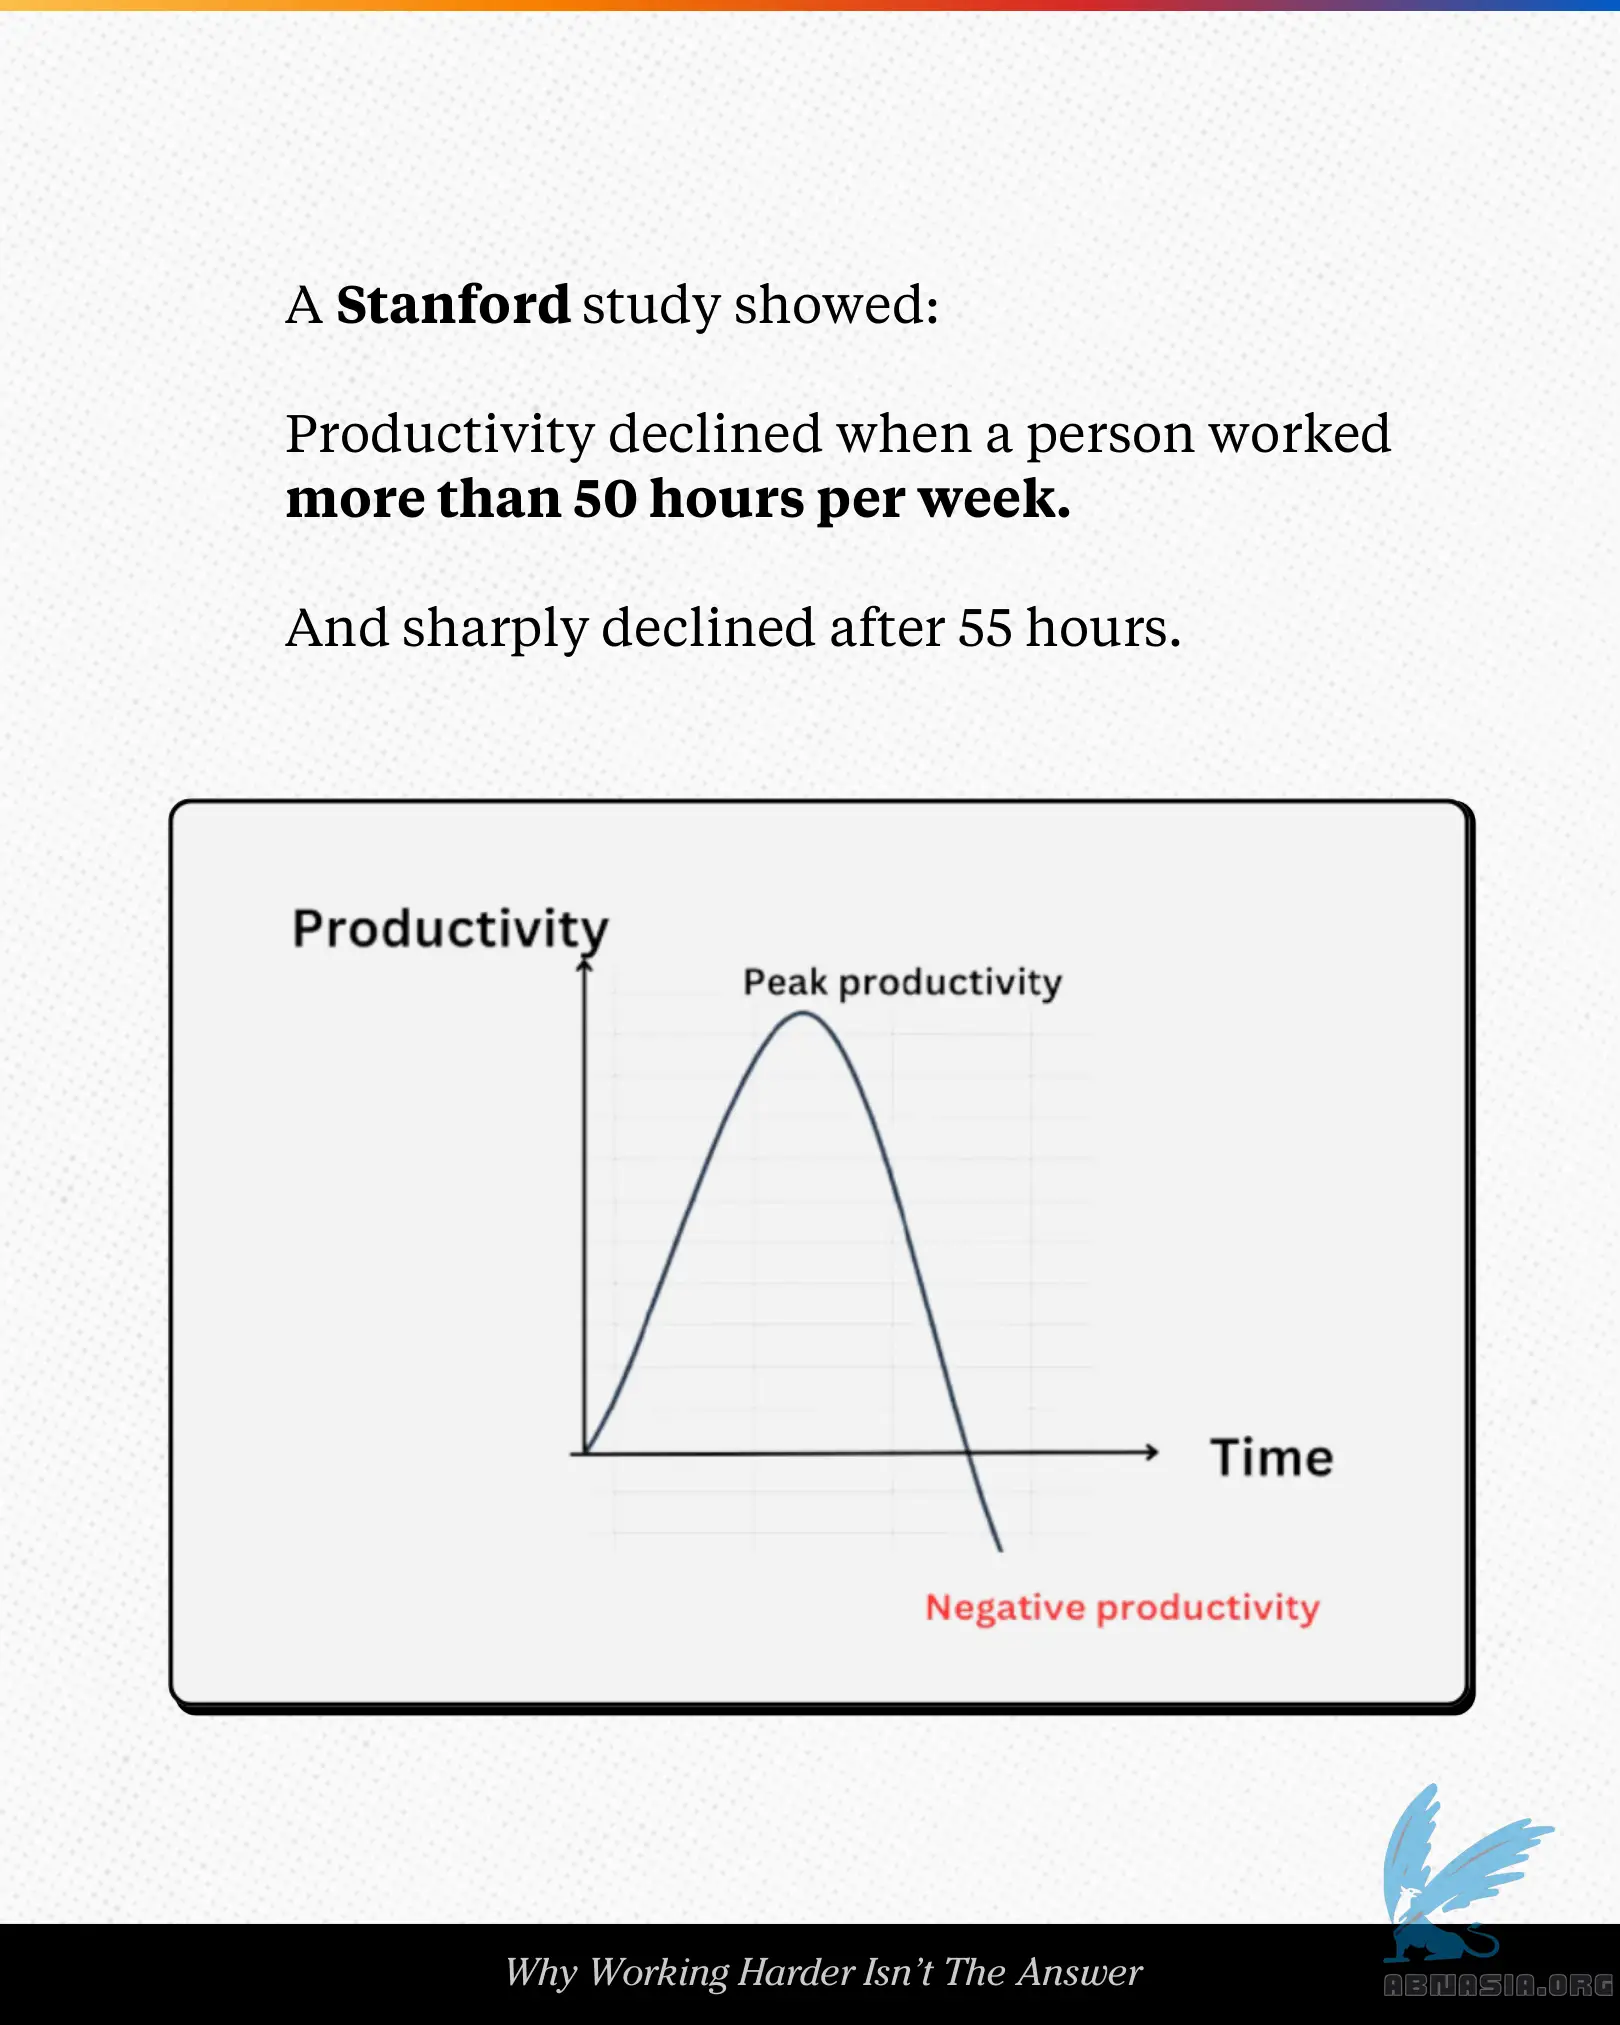 A Stanford study showed:
Productivity declined when a person worked
more than 50 hours per week.
And sharply declined after 55 hours.
Productivity
Peak productivity
Time
Negative productivity
Why Working Harder Isn’t The Answer
ABNASIA.ORG